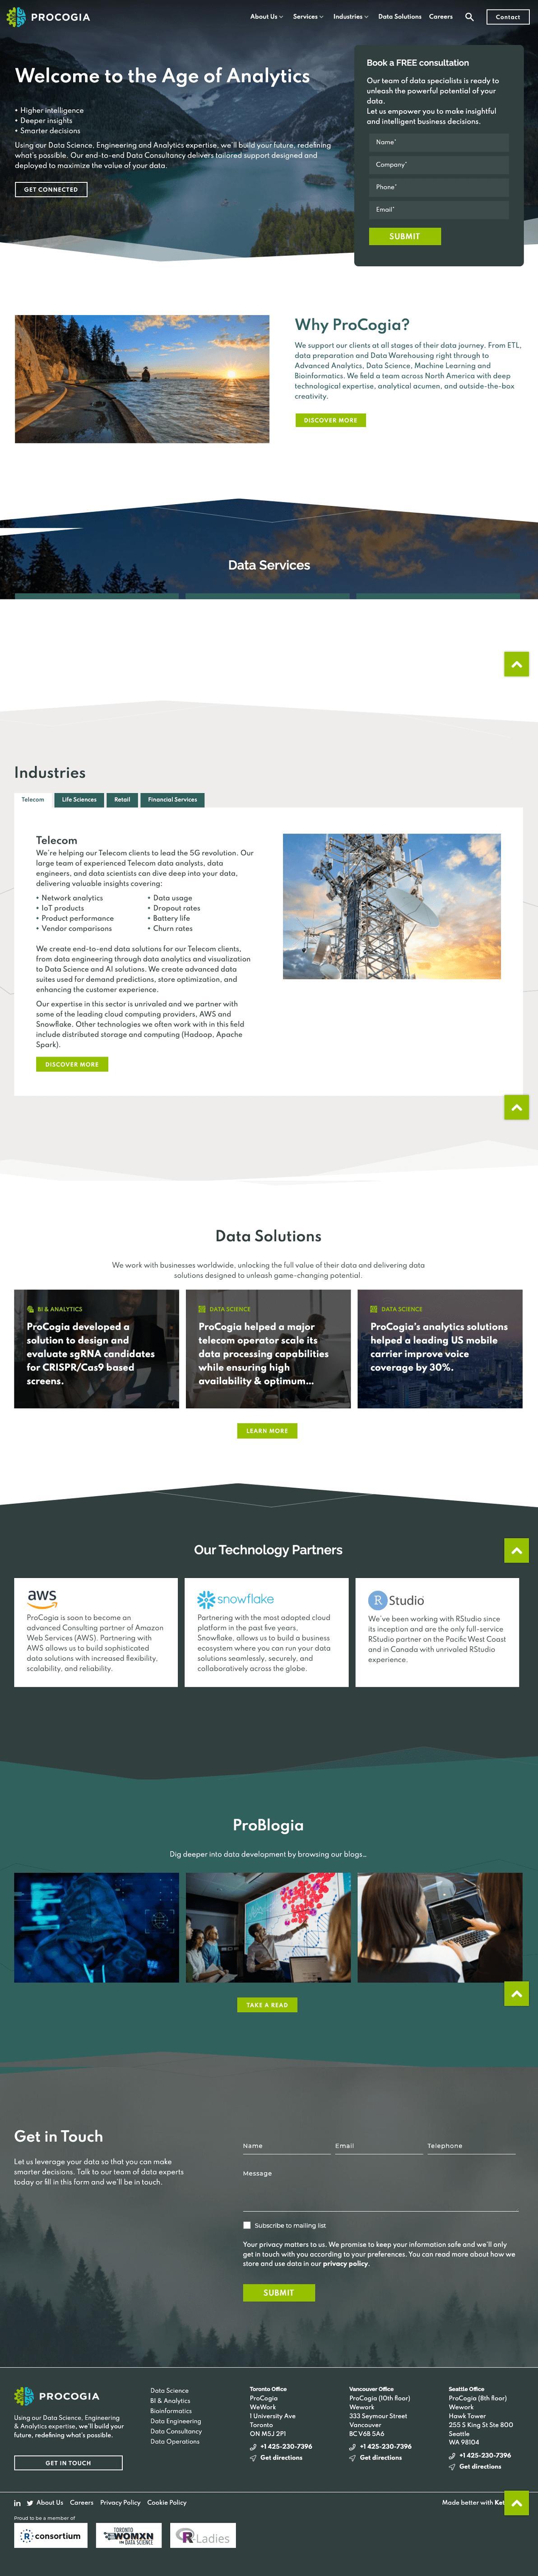 PROCOGIA
About Us
Services
Industries
Data Solutions
Careers
Contact
Welcome to the Age of Analytics
• Higher intelligence
• Deeper insights
• Smarter decisions
Using our Data Science, Engineering and Analytics expertise, we'll build your future, redefining
what's possible. Our end-to-end Data Consultancy delivers tailored support designed and
deployed to maximize the value of your data.
GET CONNECTED
Book a FREE consultation
Our team of data specialists is ready to
unleash the powerful potential of your
data.
Let us empower you to make insightful
and intelligent business decisions.
Name*
Company*
Phone*
Email*
SUBMIT
Why ProCogia?
We support our clients at all stages of their data journey. From ETL,
data preparation and Data Warehousing right through to
Advanced Analytics, Data Science, Machine Learning and
Bioinformatics. We field a team across North America with deep
technological expertise, analytical acumen, and outside-the-box
creativity.
DISCOVER MORE
Data Services
Industries
Telecom
Life Sciences
Retail
Financial Services
Telecom
We're helping our Telecom clients to lead the 5G revolution. Our
large team of experienced Telecom data analysts, data
engineers, and data scientists can dive deep into your data,
delivering valuable insights covering:
• Network analytics
• IoT products
• Product performance
• Vendor comparisons
• Data usage
• Dropout rates
• Battery life
• Churn rates
We create end-to-end data solutions for our Telecom clients,
from data engineering through data analytics and visualization
to Data Science and AI solutions. We create advanced data
suites used for demand predictions, store optimization, and
enhancing the customer experience.
Our expertise in this sector is unrivaled and we partner with
some of the leading cloud computing providers, AWS and
Snowflake. Other technologies we often work with in this field
include distributed storage and computing (Hadoop, Apache
Spark).
DISCOVER MORE
Data Solutions
We work with businesses worldwide, unlocking the full value of their data and delivering data
solutions designed to unleash game-changing potential.
BI & ANALYTICS
ProCogia developed a
solution to design and
evaluate sgRNA candidates
for CRISPR/Cas9 based
screens.
DATA SCIENCE
ProCogia helped a major
telecom operator scale its
data processing capabilities
while ensuring high
availability & optimum...
DATA SCIENCE
ProCogia's analytics solutions
helped a leading US mobile
carrier improve voice
coverage by 30%.
LEARN MORE
Our Technology Partners
aws
ProCogia is soon to become an
advanced Consulting partner of Amazon
Web Services (AWS). Partnering with
AWS allows us to build sophisticated
data solutions with increased flexibility,
scalability, and reliability.
snowflake
Partnering with the most adopted cloud
platform in the past five years,
Snowflake, allows us to build a business
ecosystem where you can run your data
solutions seamlessly, securely, and
collaboratively across the globe.
R Studio
We've been working with RStudio since
its inception and are the only full-service
RStudio partner on the Pacific West Coast
and in Canada with unrivaled RStudio
experience.
ProBlogia
Dig deeper into data development by browsing our blogs...
TAKE A READ
Get in Touch
Let us leverage your data so that you can make
smarter decisions. Talk to our team of data experts
today or fill in this form and we'll be in touch.
Name
Email
Telephone
Message
Subscribe to mailing list
Your privacy matters to us. We promise to keep your information safe and we'll only
get in touch with you according to your preferences. You can read more about how we
store and use data in our privacy policy.
SUBMIT
PROCOGIA
Using our Data Science, Engineering
& Analytics expertise, we'll build your
future, redefining what's possible.
GET IN TOUCH
Data Science
BI & Analytics
Bioinformatics
Data Engineering
Data Consultancy
Data Operations
Toronto Office
ProCogia
WeWork
1 University Ave
Toronto
ON M5J 2P1
+1 425-230-7396
Get directions
Vancouver Office
ProCogia (10th floor)
Wework
333 Seymour Street
Vancouver
BC V6B 5A6
+1 425-230-7396
Get directions
Seattle Office
ProCogia (8th floor)
Wework
Hawk Tower
255 S King St Ste 800
Seattle
WA 98104
+1 425-230-7396
Get directions
About Us
Careers
Privacy Policy
Cookie Policy
Made better with Ket
Proud to be a member of
R consortium
TORONTO
WOMXN
IN DATA SCIENCE
R Ladies